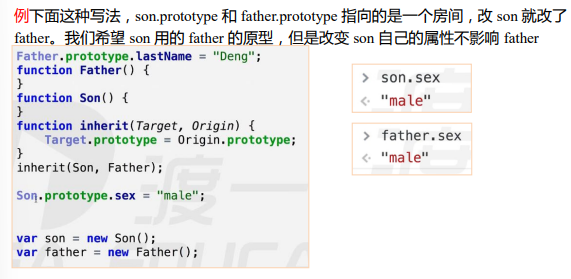 例下面这种写法，son.prototype 和 father.prototype 指向的是一个房间，改 son 就改了
father。我们希望 son 用的 father 的原型，但是改变 son 自己的属性不影响 father
Father.prototype.lastName = "Deng";
function Father() {
}
function Son() {
}
function inherit(Target, Origin) {
    Target.prototype = Origin.prototype;
}
inherit(Son, Father);
Son.prototype.sex = "male";
var son = new Son();
var father = new Father();
> son.sex
< "male"
> father.sex
< "male"
渡一